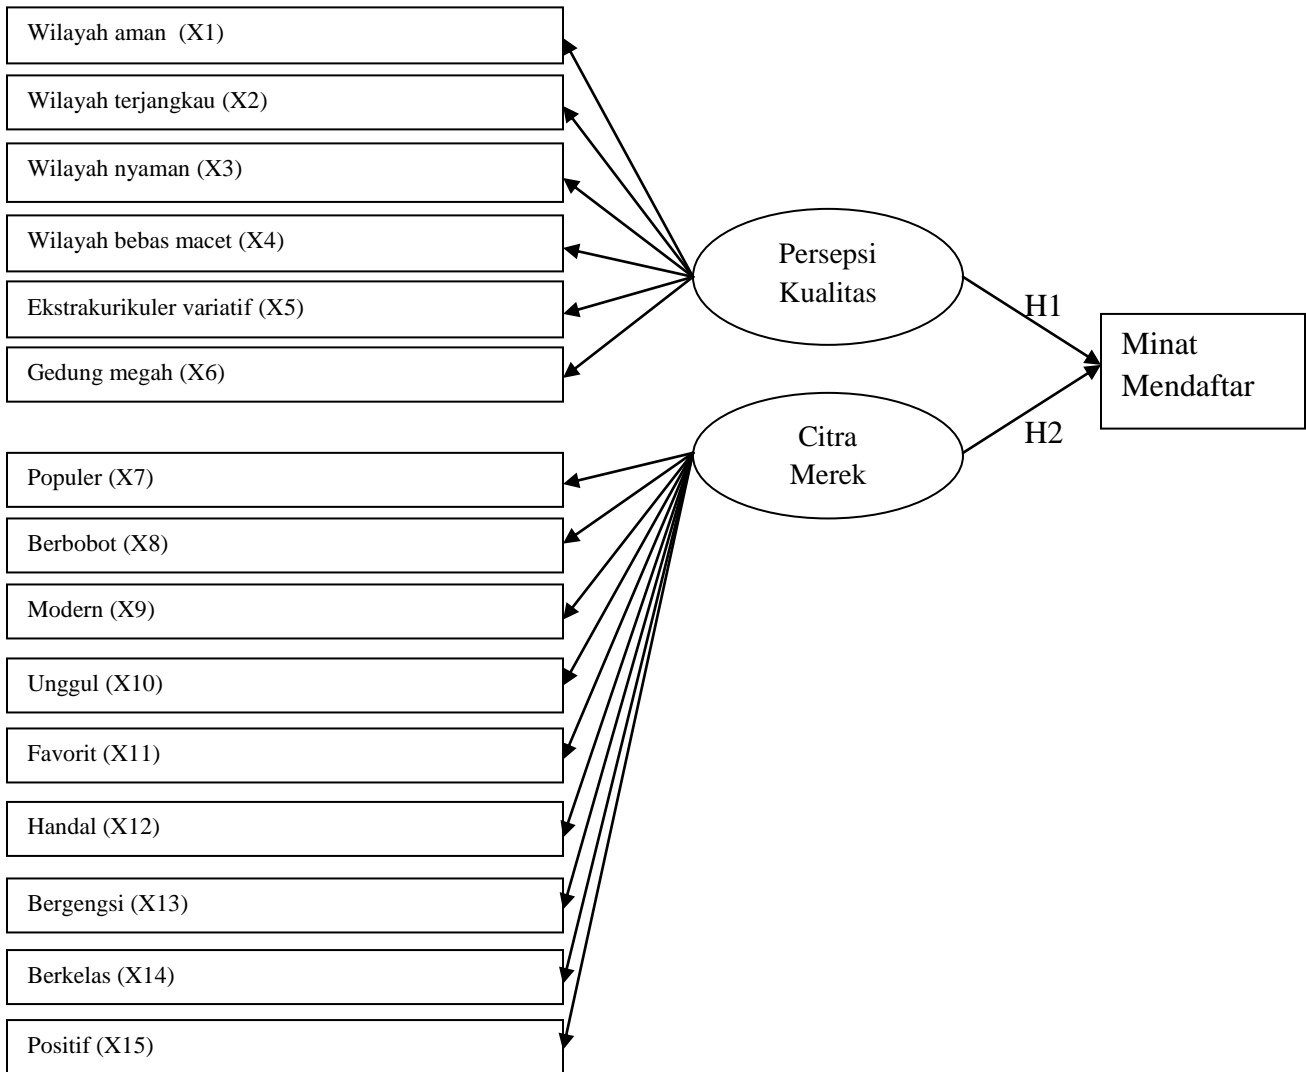 Wilayah aman  (X1)
Wilayah terjangkau (X2)
Wilayah nyaman (X3)
Wilayah bebas macet (X4)
Ekstrakurikuler variatif (X5)
Gedung megah (X6)
Persepsi
Kualitas
H1
Minat
Mendaftar
Citra
Merek
H2
Populer (X7)
Berbobot (X8)
Modern (X9)
Unggul (X10)
Favorit (X11)
Handal (X12)
Bergengsi (X13)
Berkelas (X14)
Positif (X15)